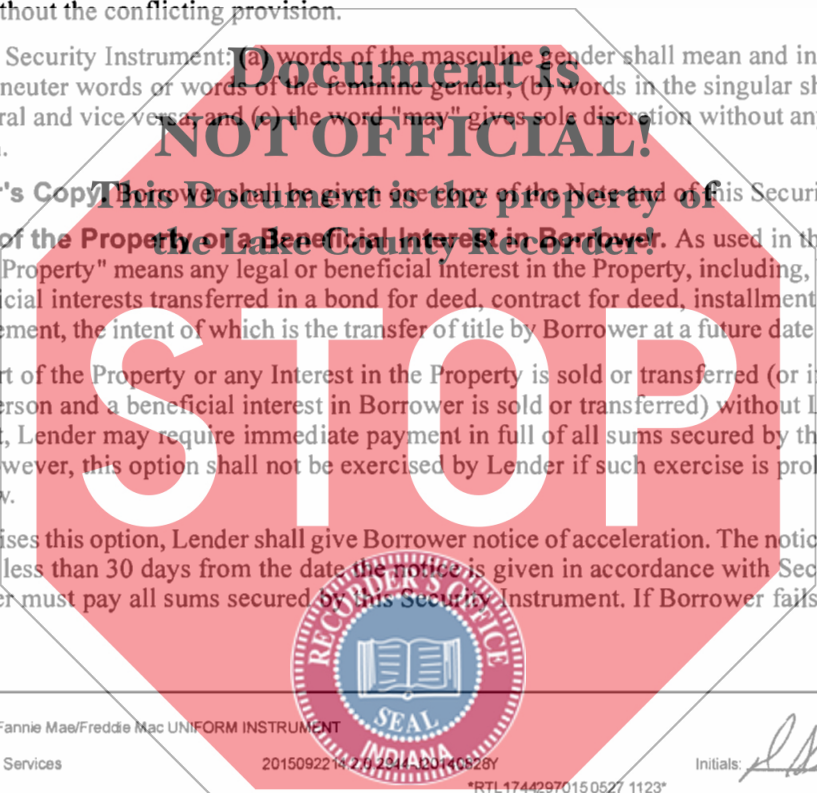 thout the conflicting provision.
Security Instrument: (a) words of the masculine gender shall mean and in
neuter words or words of the feminine gender; (b) words in the singular sh
ral and vice versa; and (c) the word "may" gives sole discretion without any
Document is
NOT OFFICIAL!
This Document is the property of
the Lake County Recorder!
r's Copy. Borrower shall be given one copy of the Note and of this Securi
of the Property or a Beneficial Interest in Borrower. As used in th
Property" means any legal or beneficial interest in the Property, including,
icial interests transferred in a bond for deed, contract for deed, installment
ement, the intent of which is the transfer of title by Borrower at a future date
rt of the Property or any Interest in the Property is sold or transferred (or i
erson and a beneficial interest in Borrower is sold or transferred) without L
t, Lender may require immediate payment in full of all sums secured by th
wever, this option shall not be exercised by Lender if such exercise is prol
w.
STOP
ises this option, Lender shall give Borrower notice of acceleration. The notic
less than 30 days from the date the notice is given in accordance with Sec
er must pay all sums secured by this Security Instrument. If Borrower fails
RECORDER'S OFFICE
SEAL
INDIANA
Fannie Mae/Freddie Mac UNIFORM INSTRUMENT
Services
Initials:
*RTL1744297015 0527 1123*